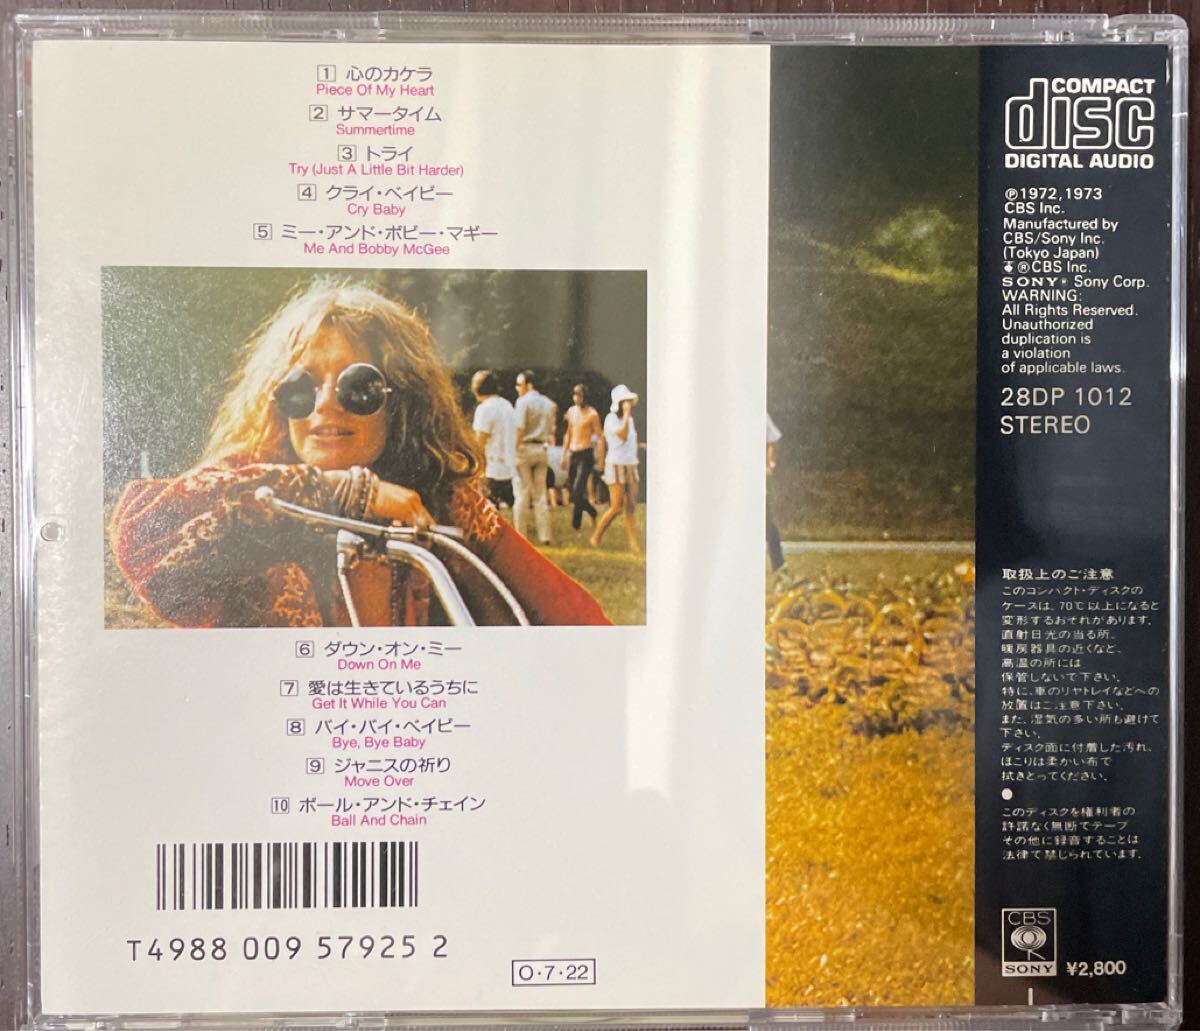 1 心のカケラ
Piece Of My Heart
2 サマータイム
Summertime
3 トライ
Try (Just A Little Bit Harder)
4 クライ・ベイビー
Cry Baby
5 ミー・アンド・ボビー・マギー
Me And Bobby McGee
6 ダウン・オン・ミー
Down On Me
7 愛は生きているうちに
Get It While You Can
8 バイ・バイ・ベイビー
Bye, Bye Baby
9 ジャニスの祈り
Move Over
10 ボール・アンド・チェイン
Ball And Chain
T4988 009 57925 2
O・7・22
COMPACT
disc
DIGITAL AUDIO
℗1972,1973
CBS Inc.
Manufactured by
CBS/Sony Inc.
(Tokyo Japan)
®CBS Inc.
SONY® Sony Corp.
WARNING:
All Rights Reserved.
Unauthorized
duplication is
a violation
of applicable laws.
28DP 1012
STEREO
取扱上のご注意
このコンパクト・ディスクの
ケースは、70℃以上になると
変形するおそれがあります。
直射日光の当る所、
暖房器具の近くなど、
高温の所には
保管しないで下さい。
特に、車のリヤトレイなどへの
放置はご注意下さい。
また、湿気の多い所も避けて
下さい。
ディスク面に付着した汚れ、
ほこりは柔かい布で
拭きとってください。
●
このディスクを権利者の
許諾なく無断でテープ
その他に録音することは
法律で禁じられています。
CBS
SONY
¥2,800